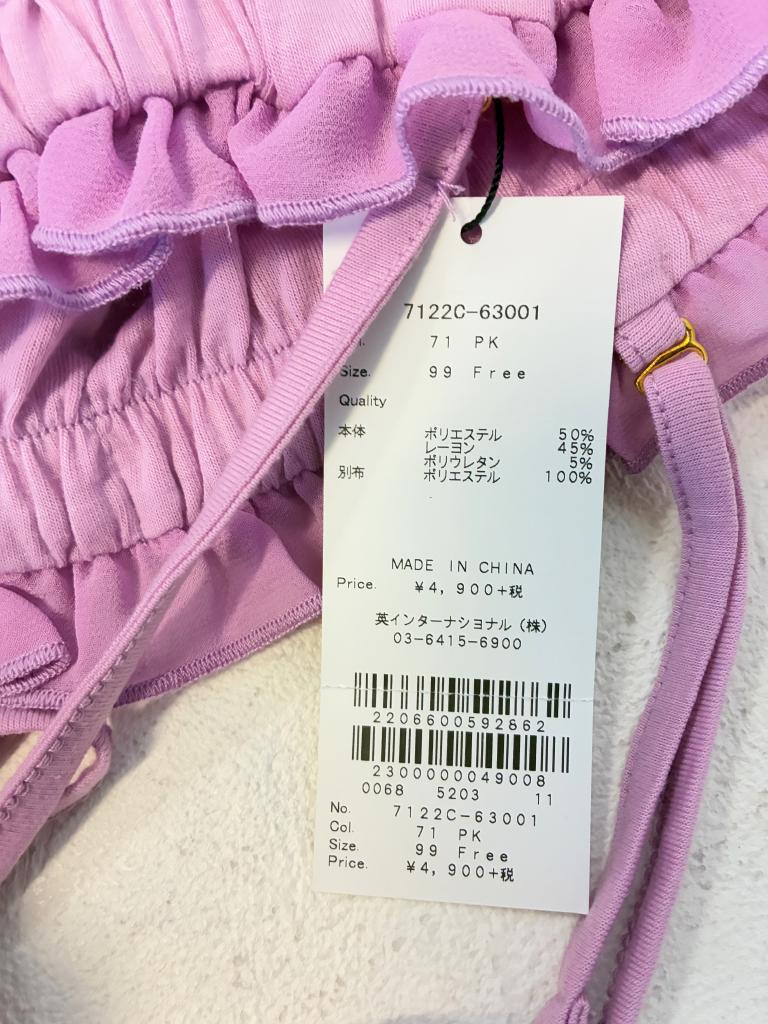 7122C-63001
71 PK
Size. 99 Free
Quality
本体 ポリエステル 50%
レーヨン 45%
ポリウレタン 5%
別布 ポリエステル 100%
MADE IN CHINA
Price. ¥4,900+税
英インターナショナル(株)
03-6415-6900
2206600592862
2300000049008
0068 5203 11
No. 7122C-63001
Col. 71 PK
Size. 99 Free
Price. ¥4,900+税